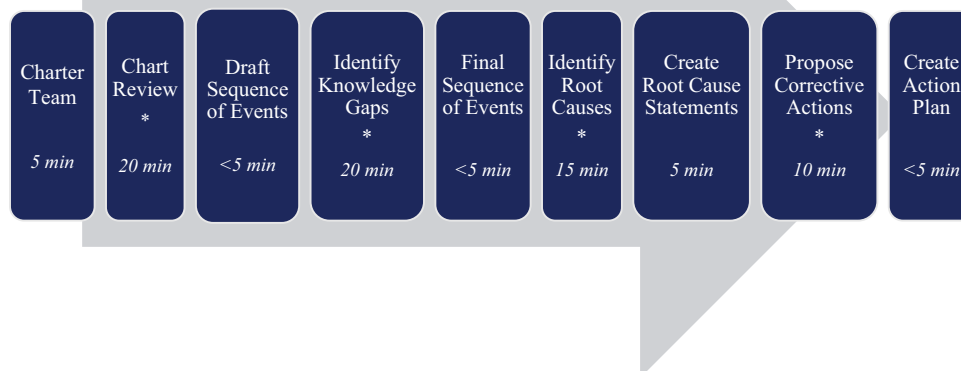 Charter
Team
5 min
Chart
Review
*
20 min
Draft
Sequence
of Events
<5 min
Identify
Knowledge
Gaps
*
20 min
Final
Sequence
of Events
<5 min
Identify
Root
Causes
*
15 min
Create
Root Cause
Statements
5 min
Propose
Corrective
Actions
*
10 min
Create
Action
Plan
<5 min